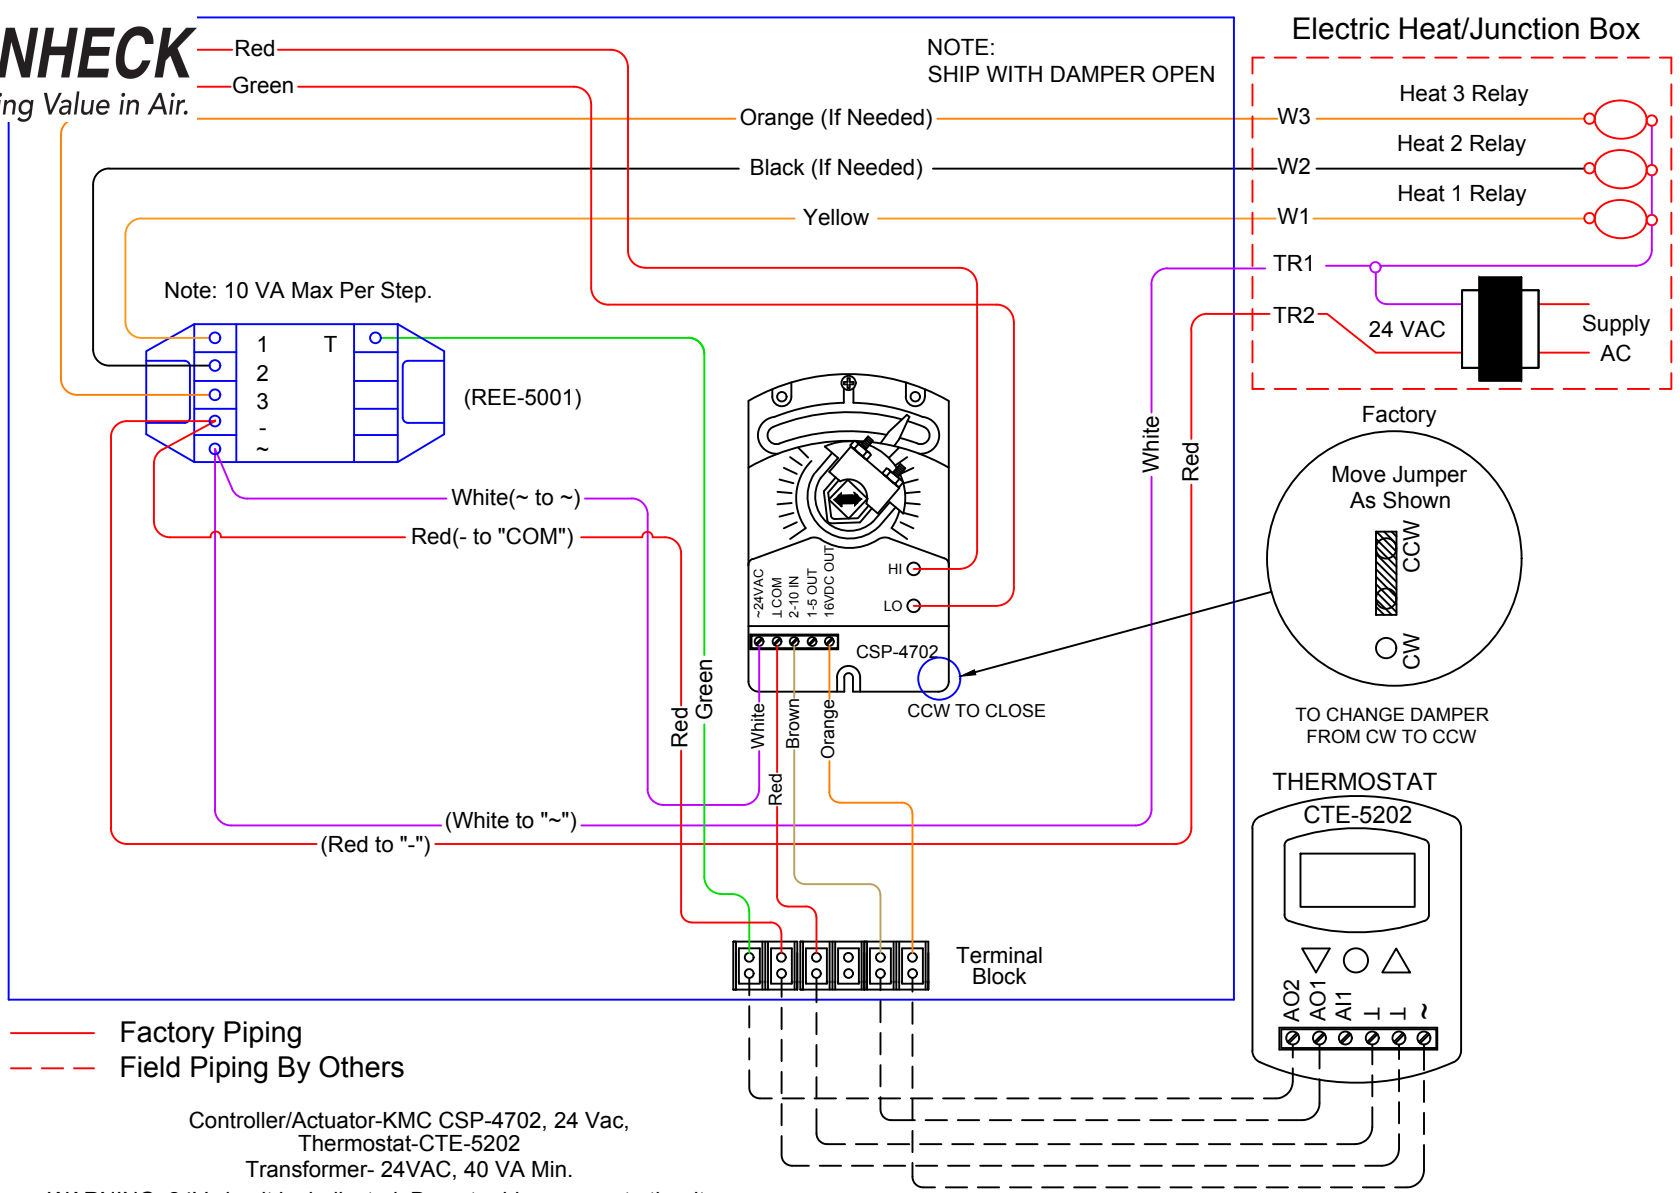 NHECK
ing Value in Air.
Red
Green
NOTE:
SHIP WITH DAMPER OPEN
Electric Heat/Junction Box
Orange (If Needed)
W3
Heat 3 Relay
Black (If Needed)
W2
Heat 2 Relay
Yellow
W1
Heat 1 Relay
TR1
TR2
24 VAC
Supply
AC
Note: 10 VA Max Per Step.
1
2
3
-
~
T
(REE-5001)
White(~ to ~)
Red(- to "COM")
~24VAC
⊥COM
2-10 IN
1-5 OUT
16VDC OUT
HI
LO
CSP-4702
CCW TO CLOSE
White
Red
Factory
Move Jumper
As Shown
CCW
CW
TO CHANGE DAMPER
FROM CW TO CCW
Red
Green
White
Red
Brown
Orange
(White to "~")
(Red to "-")
THERMOSTAT
CTE-5202
AO2
AO1
AI1
⊥
⊥
~
Terminal
Block
Factory Piping
Field Piping By Others
Controller/Actuator-KMC CSP-4702, 24 Vac,
Thermostat-CTE-5202
Transformer- 24VAC, 40 VA Min.